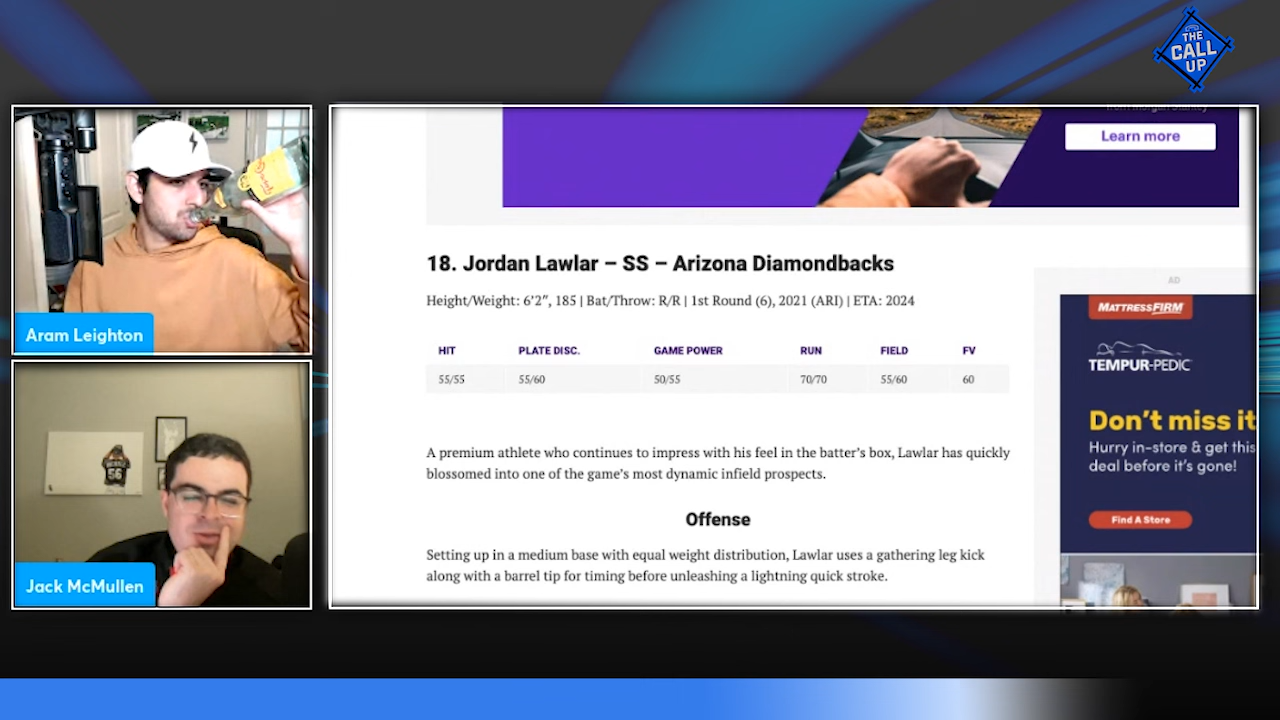 THE
CALL
UP
Learn more
18. Jordan Lawlar – SS – Arizona Diamondbacks
Height/Weight: 6’2″, 185 | Bat/Throw: R/R | 1st Round (6), 2021 (ARI) | ETA: 2024
AD
MATTRESSFIRM
HIT PLATE DISC. GAME POWER RUN FIELD FV
55/55 55/60 50/55 70/70 55/60 60
TEMPUR-PEDIC
Don’t miss it
Hurry in-store & get this
deal before it’s gone!
Find A Store
A premium athlete who continues to impress with his feel in the batter’s box, Lawlar has quickly
blossomed into one of the game’s most dynamic infield prospects.
Offense
Setting up in a medium base with equal weight distribution, Lawlar uses a gathering leg kick
along with a barrel tip for timing before unleashing a lightning quick stroke.
Aram Leighton
56
Jack McMullen